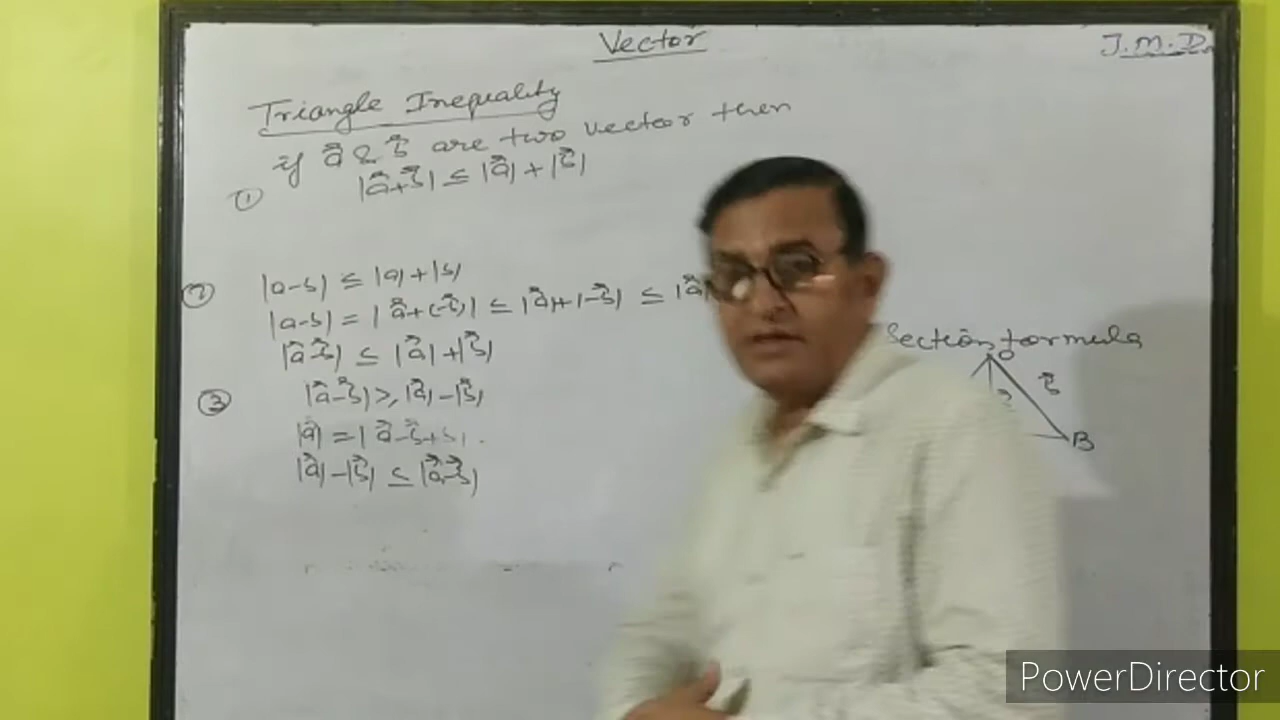 Vector
J.M.D.
Triangle Inequality
if a⃗ & b⃗ are two vector then
① |a⃗+b⃗| ≤ |a⃗| + |b⃗|
② |a-b| ≤ |a| + |b|
|a-b| = |a⃗+(-b⃗)| ≤ |a⃗|+|-b⃗| ≤ |a⃗|
|a⃗-b⃗| ≤ |a⃗|+|b⃗|
③ |a⃗-b⃗| ≥ |a⃗|-|b⃗|
|a⃗| = |a⃗-b⃗+b|.
|a⃗|-|b⃗| ≤ |a⃗-b⃗|
Section formula
O
b⃗
B
PowerDirector